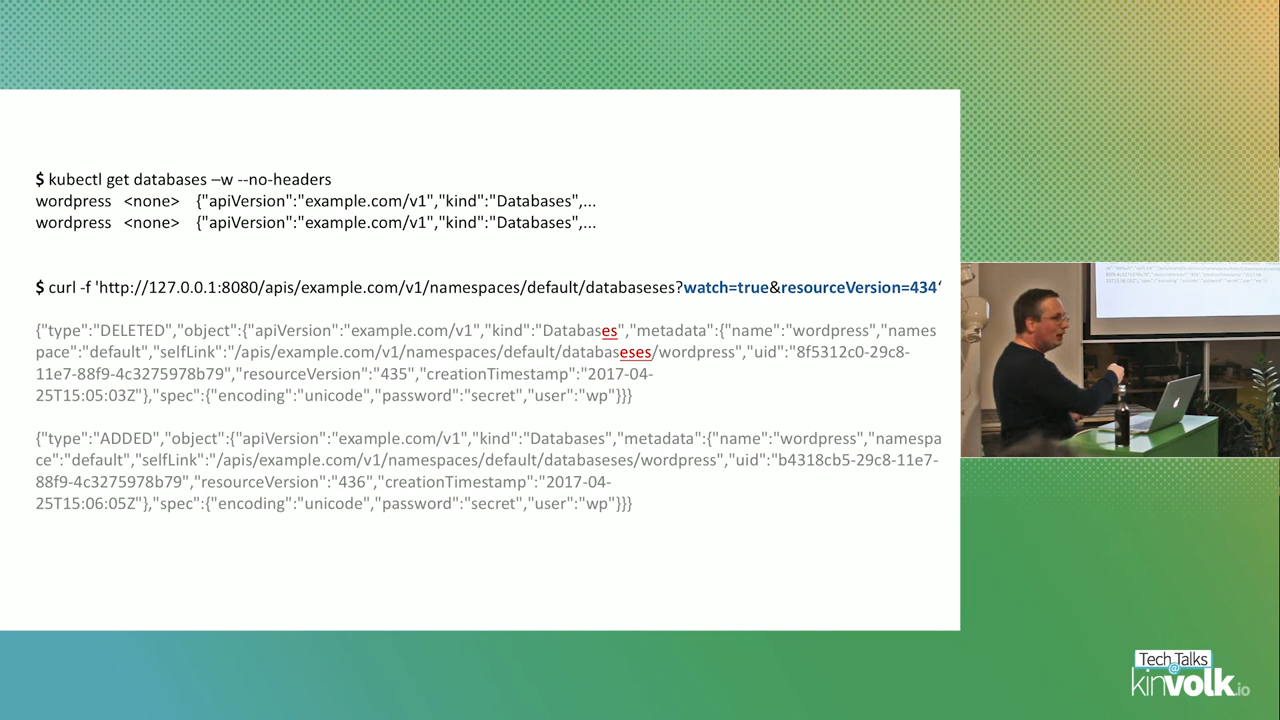 $ kubectl get databases –w --no-headers
wordpress <none> {"apiVersion":"example.com/v1","kind":"Databases",...
wordpress <none> {"apiVersion":"example.com/v1","kind":"Databases",...
$ curl -f 'http://127.0.0.1:8080/apis/example.com/v1/namespaces/default/databaseses?watch=true&resourceVersion=434‘
{"type":"DELETED","object":{"apiVersion":"example.com/v1","kind":"Databases","metadata":{"name":"wordpress","names
pace":"default","selfLink":"/apis/example.com/v1/namespaces/default/databaseses/wordpress","uid":"8f5312c0-29c8-
11e7-88f9-4c3275978b79","resourceVersion":"435","creationTimestamp":"2017-04-
25T15:05:03Z"},"spec":{"encoding":"unicode","password":"secret","user":"wp"}}}
{"type":"ADDED","object":{"apiVersion":"example.com/v1","kind":"Databases","metadata":{"name":"wordpress","namespa
ce":"default","selfLink":"/apis/example.com/v1/namespaces/default/databaseses/wordpress","uid":"b4318cb5-29c8-11e7-
88f9-4c3275978b79","resourceVersion":"436","creationTimestamp":"2017-04-
25T15:06:05Z"},"spec":{"encoding":"unicode","password":"secret","user":"wp"}}}
Tech Talks
@
kinvolk.io